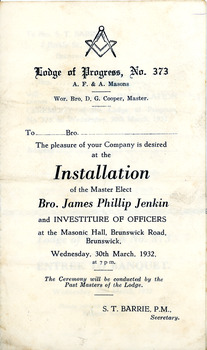 Lodge of Progress, No. 373
A. F. & A. Masons
Wor. Bro. D. G. Cooper, Master.
To Bro.
The pleasure of your Company is desired
at the
Installation
of the Master Elect
Bro. James Phillip Jenkin
and INVESTITURE OF OFFICERS
at the Masonic Hall, Brunswick Road,
Brunswick,
Wednesday, 30th March, 1932,
at 7 p.m.
The Ceremony will be conducted by the
Past Masters of the Lodge.
S. T. BARRIE, P.M.,
Secretary.